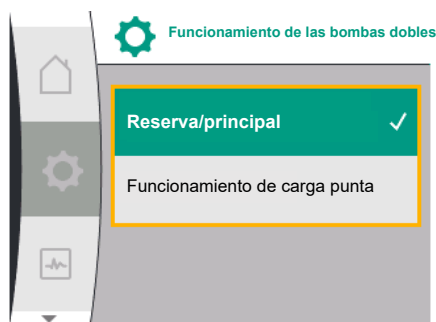 Funcionamiento de las bombas dobles
Reserva/principal
Funcionamiento de carga punta